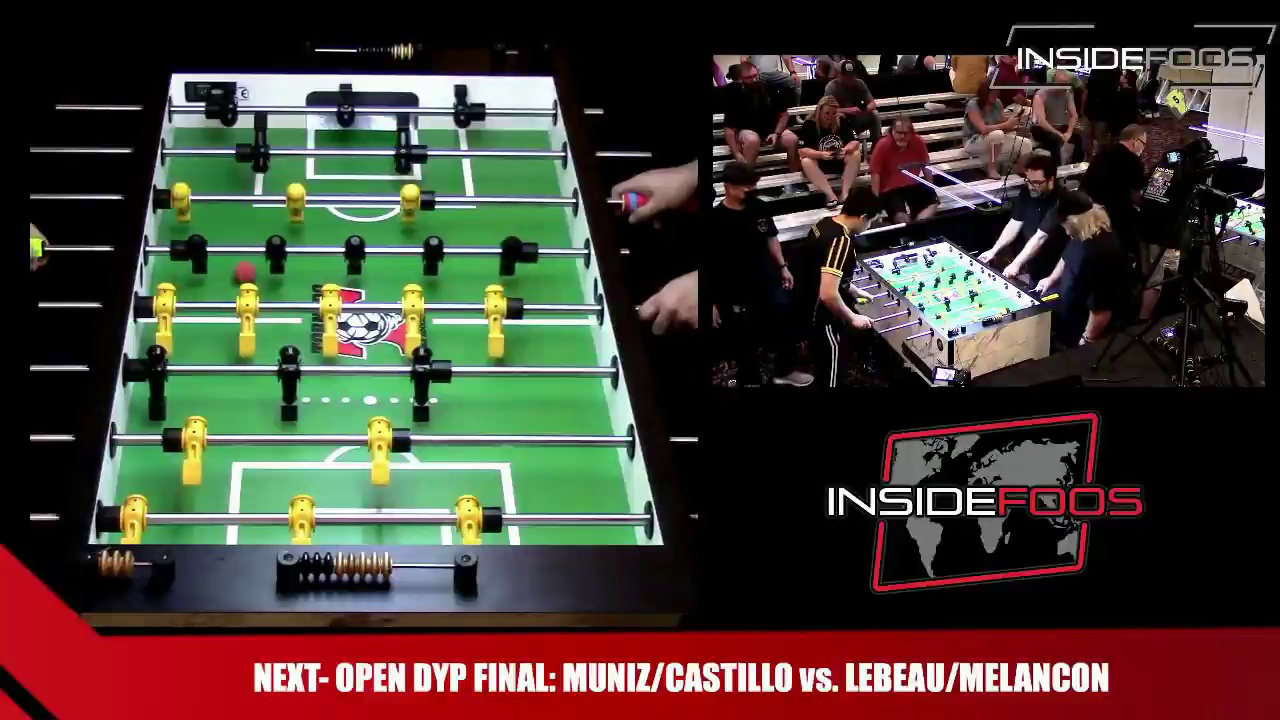 INSIDEFOOS
INSIDEFOOS
NEXT- OPEN DYP FINAL: MUNIZ/CASTILLO vs. LEBEAU/MELANCON